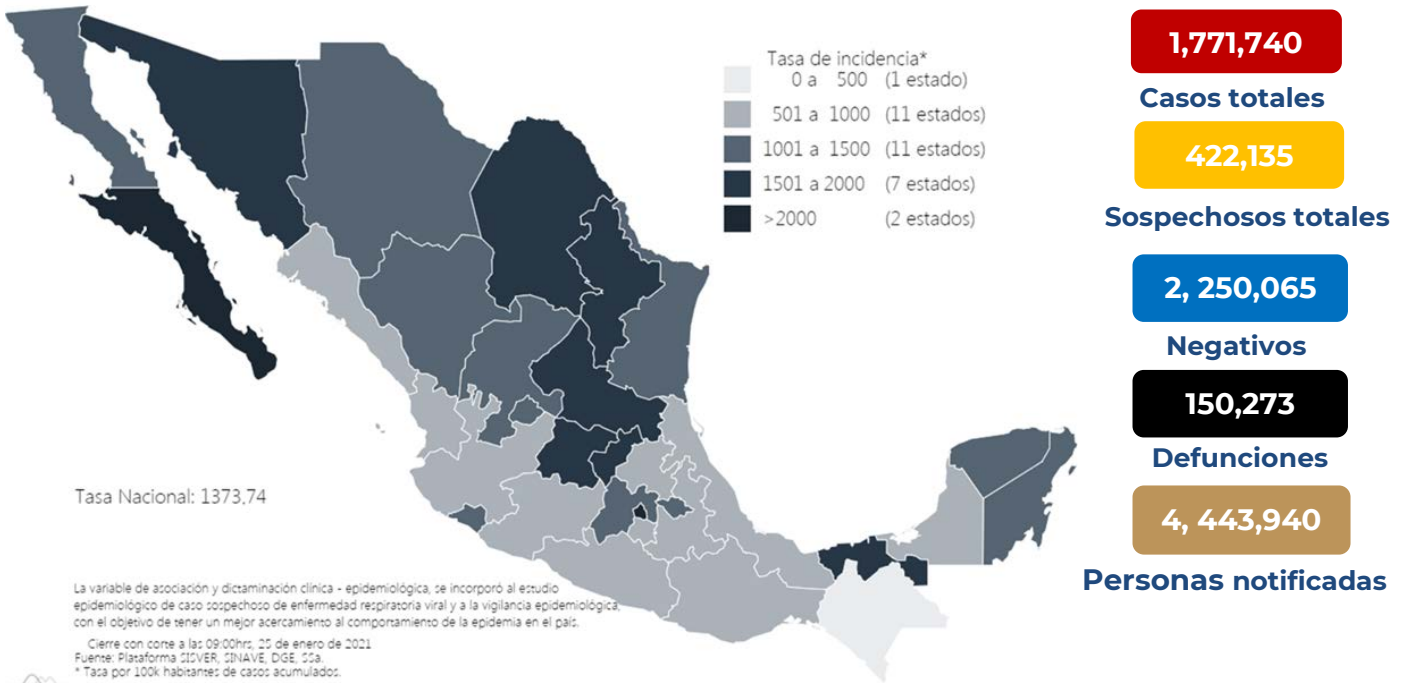 Tasa de incidencia*
0 a 500 (1 estado)
501 a 1000 (11 estados)
1001 a 1500 (11 estados)
1501 a 2000 (7 estados)
>2000 (2 estados)
Tasa Nacional: 1373,74
La variable de asociación y dictaminación clínica - epidemiológica, se incorporó al estudio
epidemiológico de caso sospechoso de enfermedad respiratoria viral y a la vigilancia epidemiológica,
con el objetivo de tener un mejor acercamiento al comportamiento de la epidemia en el país.
Cierre con corte a las 09:00hrs, 25 de enero de 2021
Fuente: Plataforma SISVER, SINAVE, DGE, SSa.
* Tasa por 100k habitantes de casos acumulados.
1,771,740
Casos totales
422,135
Sospechosos totales
2, 250,065
Negativos
150,273
Defunciones
4, 443,940
Personas notificadas